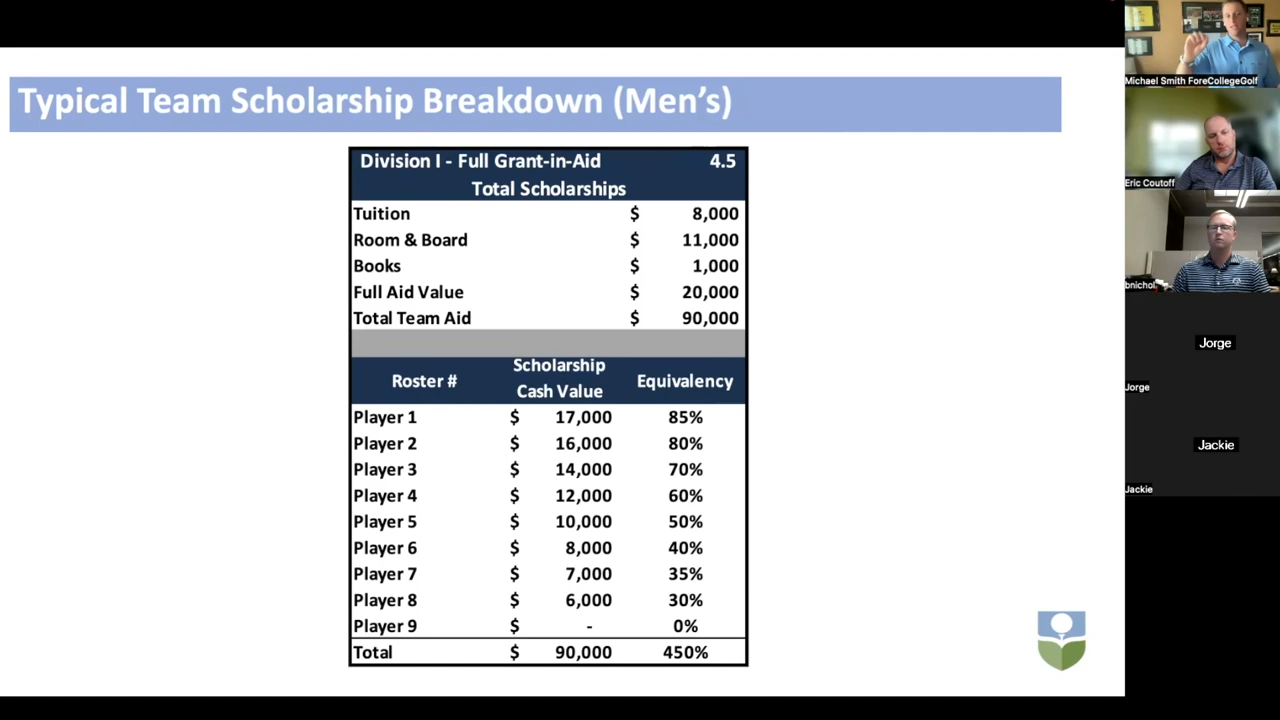 Typical Team Scholarship Breakdown (Men's)
Division I - Full Grant-in-Aid 4.5
Total Scholarships
Tuition $ 8,000
Room & Board $ 11,000
Books $ 1,000
Full Aid Value $ 20,000
Total Team Aid $ 90,000
Roster # Scholarship Cash Value Equivalency
Player 1 $ 17,000 85%
Player 2 $ 16,000 80%
Player 3 $ 14,000 70%
Player 4 $ 12,000 60%
Player 5 $ 10,000 50%
Player 6 $ 8,000 40%
Player 7 $ 7,000 35%
Player 8 $ 6,000 30%
Player 9 $ - 0%
Total $ 90,000 450%
Michael Smith ForeCollegeGolf
Eric Coutoff
bnichol
Jorge
Jorge
Jackie
Jackie